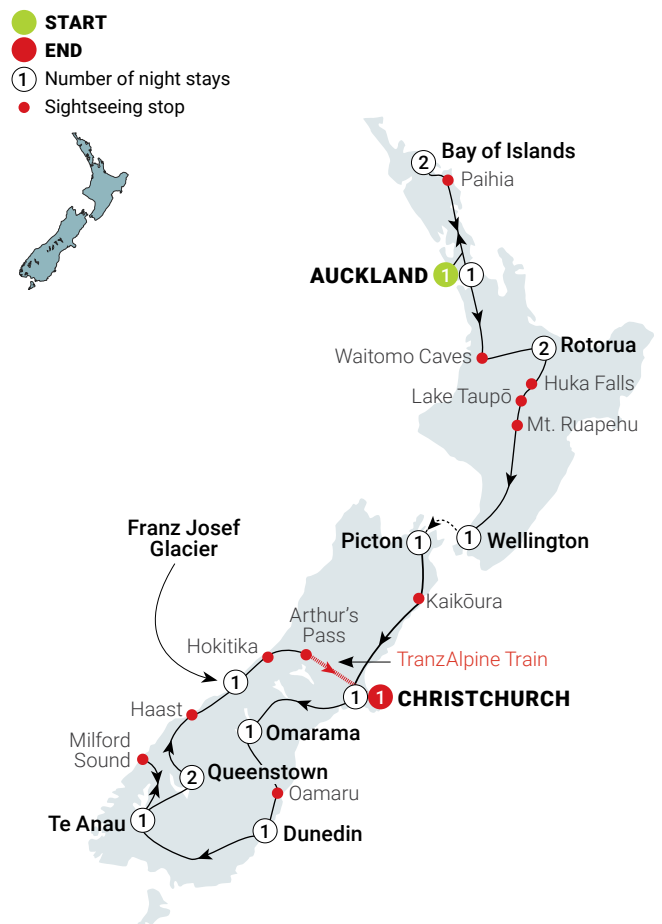 START
END
1 Number of night stays
Sightseeing stop
2 Bay of Islands
Paihia
AUCKLAND 1 1
Waitomo Caves
2 Rotorua
Huka Falls
Lake Taupō
Mt. Ruapehu
Franz Josef
Glacier
Picton 1
1 Wellington
Kaikōura
Arthur's
Pass
Hokitika
TranzAlpine Train
1
1 1 CHRISTCHURCH
Haast
1 Omarama
Milford
Sound
2 Queenstown
Oamaru
Te Anau 1
1 Dunedin